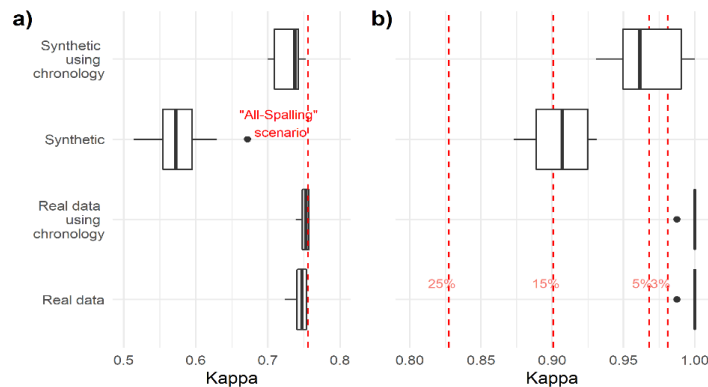 a)
b)
Synthetic
using
chronology
Synthetic
Real data
using
chronology
Real data
"All-Spalling"
scenario
25%
15%
5%
3%
0.5
0.6
0.7
0.8
0.80
0.85
0.90
0.95
1.00
Kappa
Kappa